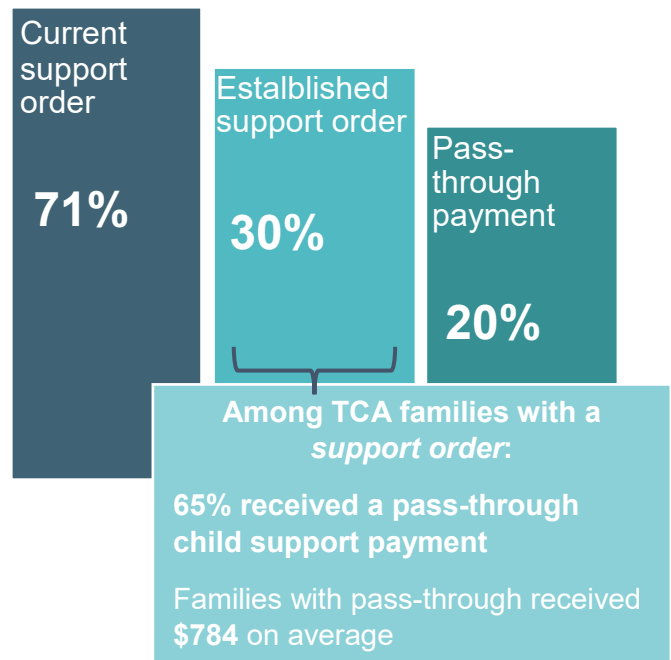 Current
support
order
71%
Estalblished
support order
30%
Pass-
through
payment
20%
Among TCA families with a
support order:
65% received a pass-through
child support payment
Families with pass-through received
$784 on average